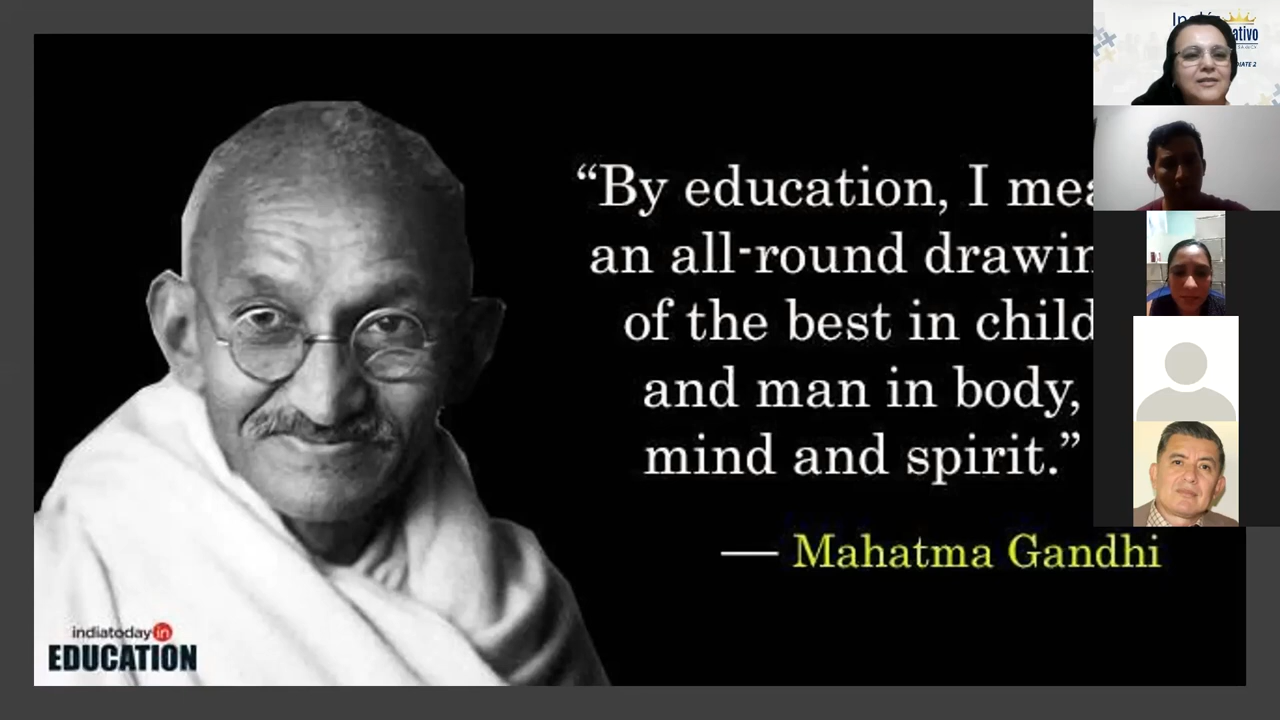 “By education, I mea
an all-round drawin
of the best in child
and man in body,
mind and spirit.”
— Mahatma Gandhi
indiatoday in
EDUCATION